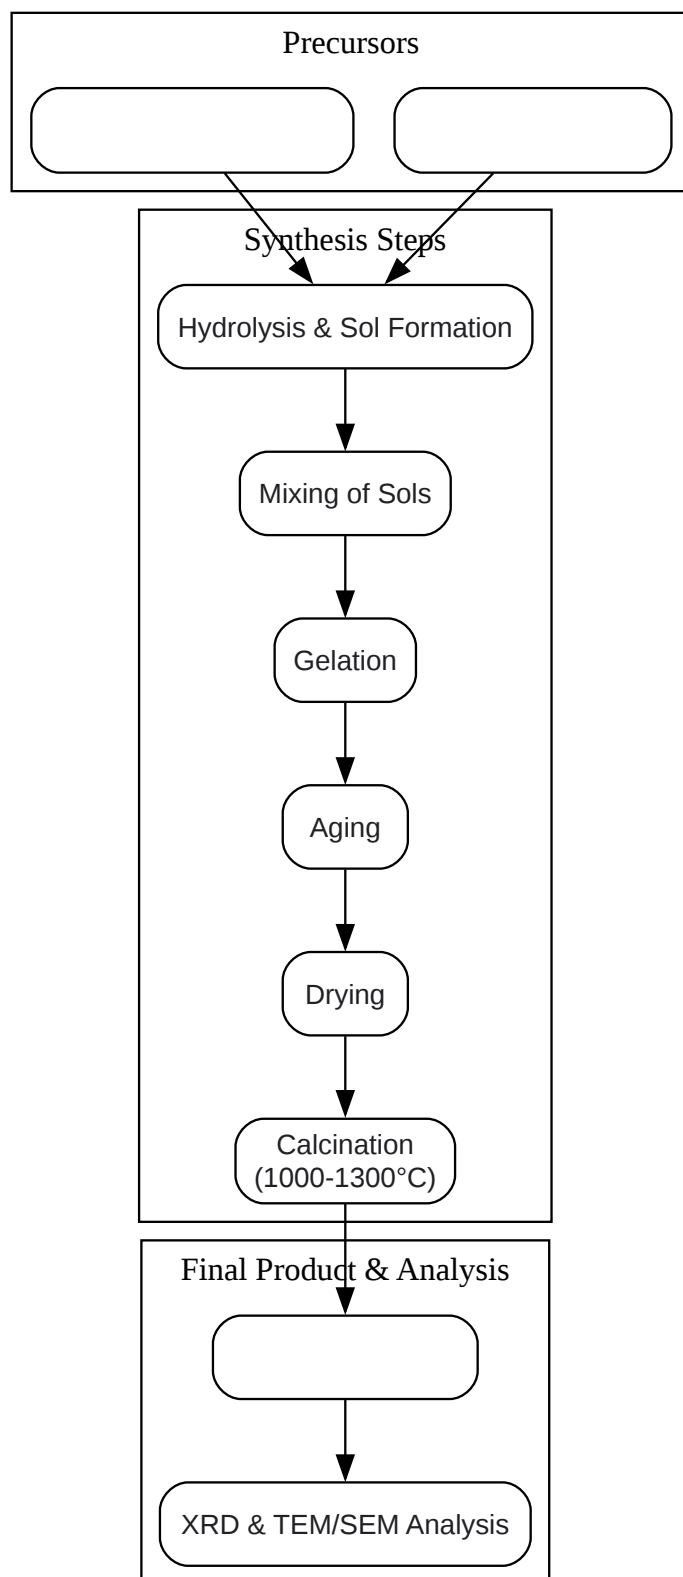 Precursors
Synthesis Steps
Hydrolysis & Sol Formation
Mixing of Sols
Gelation
Aging
Drying
Calcination
(1000-1300°C)
Final Product & Analysis
XRD & TEM/SEM Analysis